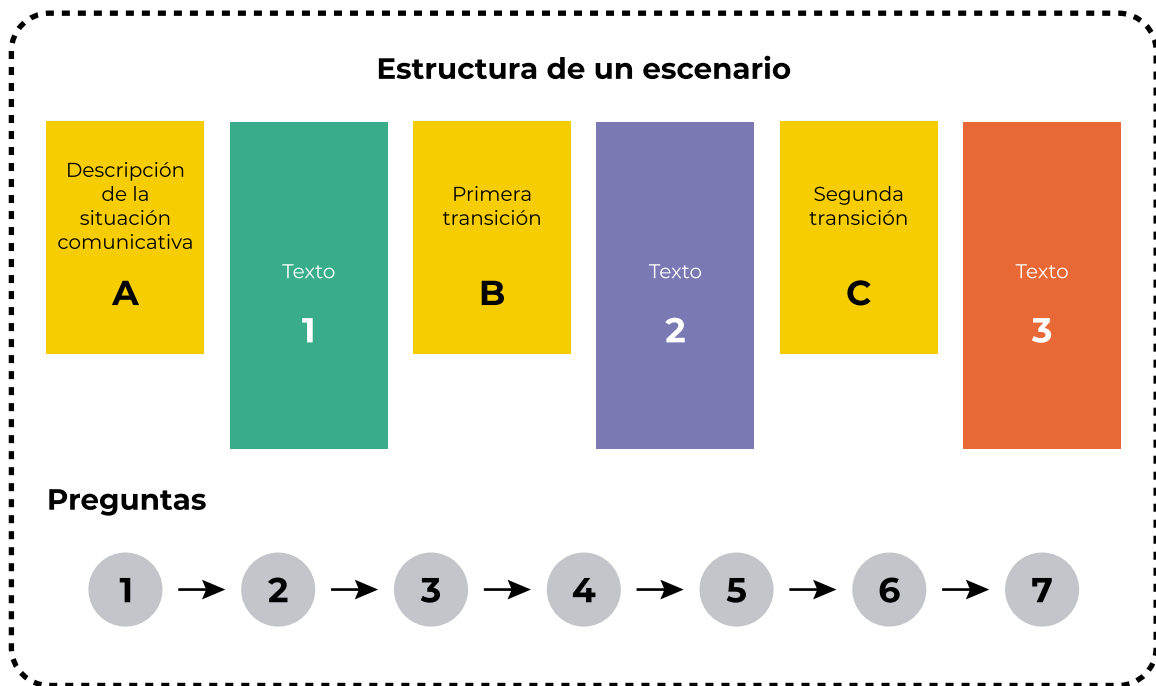 Estructura de un escenario
Descripción
de la
situación
comunicativa
A
Texto
1
Primera
transición
B
Texto
2
Segunda
transición
C
Texto
3
Preguntas
1
2
3
4
5
6
7